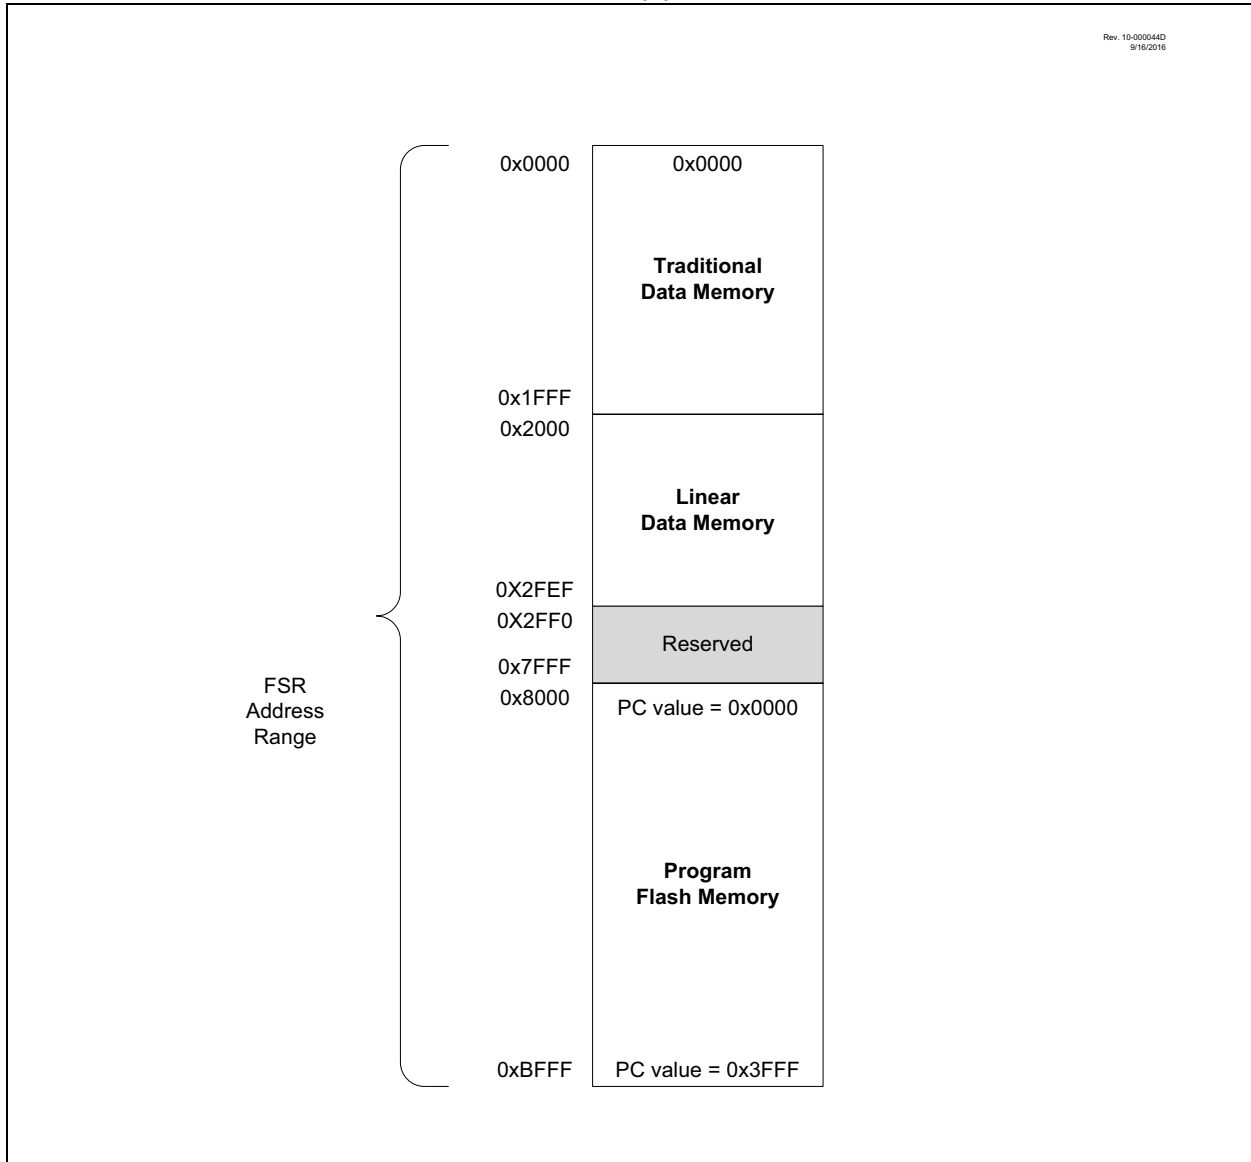 Rev. 10-000044D
9/16/2016
0x0000
0x0000
Traditional
Data Memory
0x1FFF
0x2000
Linear
Data Memory
0X2FEF
0X2FF0
Reserved
0x7FFF
0x8000
PC value = 0x0000
FSR
Address
Range
Program
Flash Memory
0xBFFF
PC value = 0x3FFF